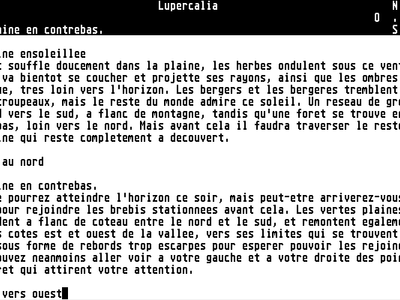 Lupercalia N
O .
aine en contrebas. S
ine ensoleillee
t souffle doucement dans la plaine, les herbes ondulent sous ce vent
va bientot se coucher et projette ses rayons, ainsi que les ombres
ue, tres loin vers l'horizon. Les bergers et les bergeres tremblent
troupeaux, mais le reste du monde admire ce soleil. Un reseau de gr
d vers le sud, a flanc de montagne, tandis qu'une foret se trouve e
bas, loin vers le nord. Mais avant cela il faudra traverser le rest
ine qui reste completement a decouvert.
au nord
ine en contrebas.
e pourrez atteindre l'horizon ce soir, mais peut-etre arriverez-vous
pour rejoindre les brebis stationnees avant cela. Les vertes plaines
dent a flanc de coteau entre le nord et le sud, et remontent egaleme
s cotes est et ouest de la vallee, vers ses limites qui se trouvent
sous forme de rebords trop escarpes pour esperer pouvoir les rejoin
ouvez neanmoins aller voir a votre gauche et a votre droite des poin
ret qui attirent votre attention.
vers ouest